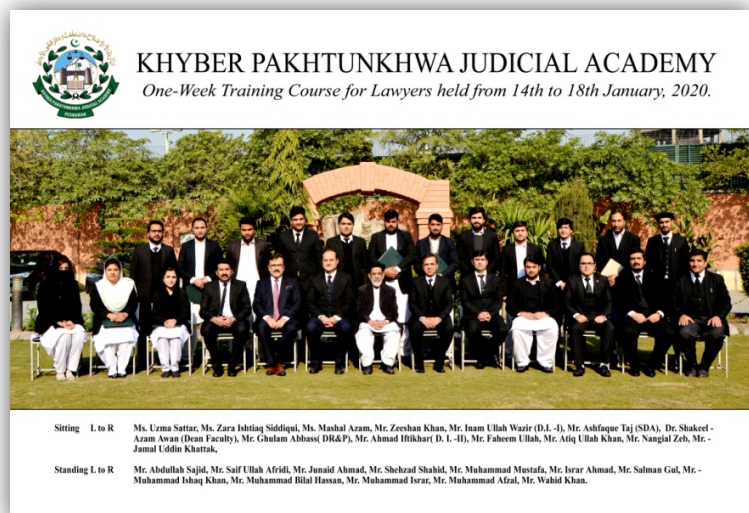 KHYBER PAKHTUNKHWA JUDICIAL ACADEMY
PESHAWAR
KHYBER PAKHTUNKHWA JUDICIAL ACADEMY
One-Week Training Course for Lawyers held from 14th to 18th January, 2020.
Sitting L to R Ms. Uzma Sattar, Ms. Zara Ishtiaq Siddiqui, Ms. Mashal Azam, Mr. Zeeshan Khan, Mr. Inam Ullah Wazir (D.I. -I), Mr. Ashfaque Taj (SDA), Dr. Shakeel -
Azam Awan (Dean Faculty), Mr. Ghulam Abbass( DR&P), Mr. Ahmad Iftikhar( D. I. -II), Mr. Faheem Ullah, Mr. Atiq Ullah Khan, Mr. Nangial Zeb, Mr. -
Jamal Uddin Khattak,
Standing L to R Mr. Abdullah Sajid, Mr. Saif Ullah Afridi, Mr. Junaid Ahmad, Mr. Shehzad Shahid, Mr. Muhammad Mustafa, Mr. Israr Ahmad, Mr. Salman Gul, Mr. -
Muhammad Ishaq Khan, Mr. Muhammad Bilal Hassan, Mr. Muhammad Israr, Mr. Muhammad Afzal, Mr. Wahid Khan.